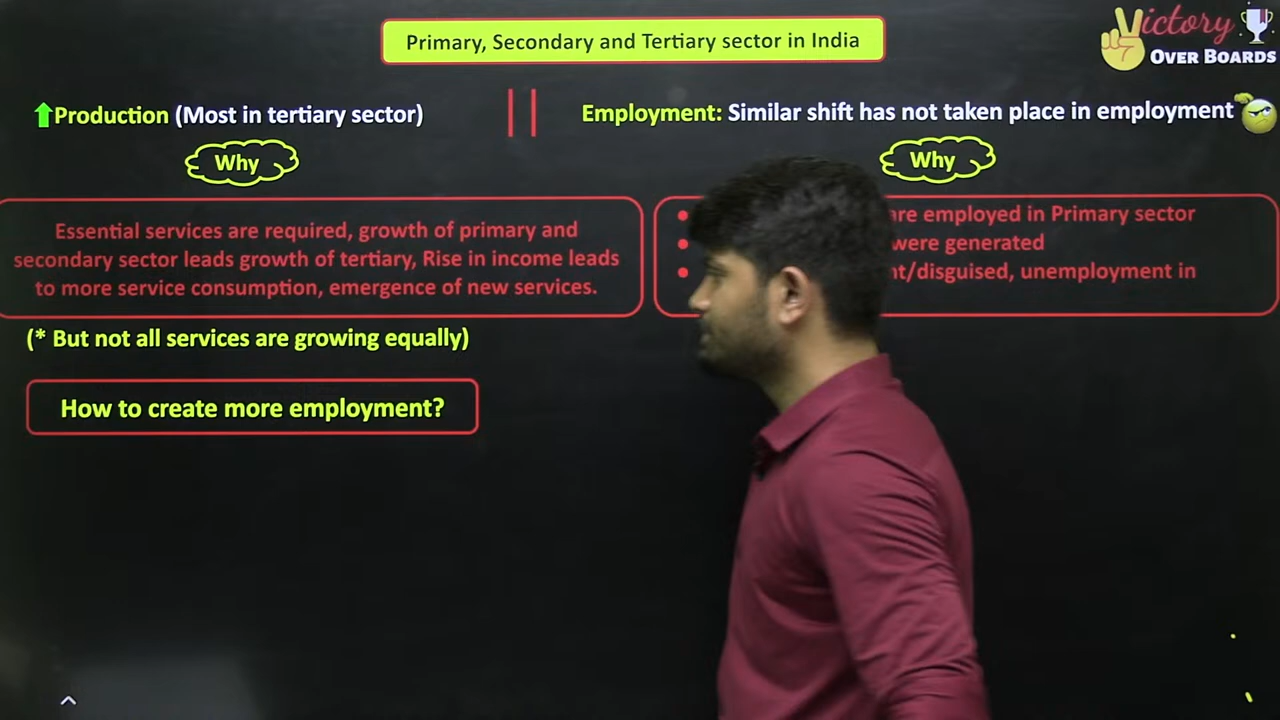 Primary, Secondary and Tertiary sector in India
Victory
OVER BOARDS
Production (Most in tertiary sector)
Employment: Similar shift has not taken place in employment
Why
Why
Essential services are required, growth of primary and
secondary sector leads growth of tertiary, Rise in income leads
to more service consumption, emergence of new services.
are employed in Primary sector
were generated
disguised, unemployment in
(* But not all services are growing equally)
How to create more employment?